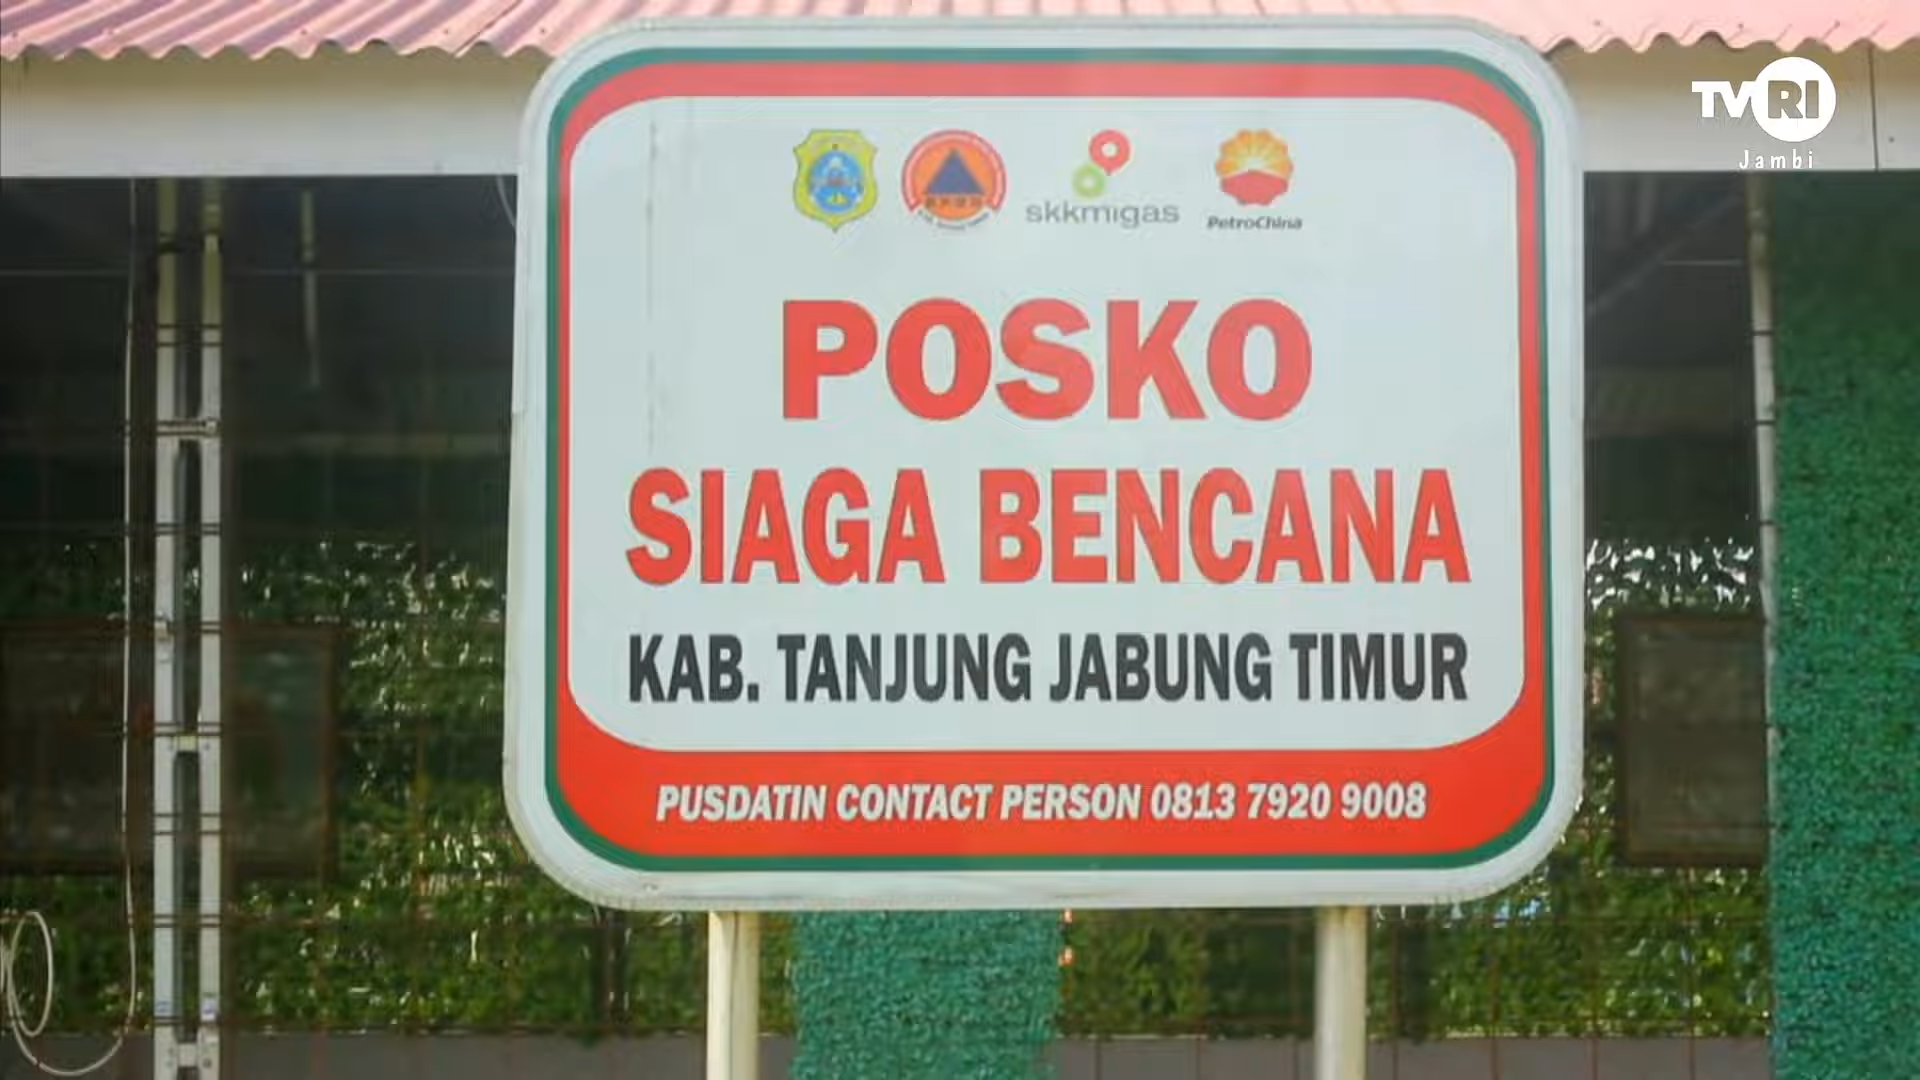 TVRI
Jambi
skkmigas
PetroChina
POSKO
SIAGA BENCANA
KAB. TANJUNG JABUNG TIMUR
PUSDATIN CONTACT PERSON 0813 7920 9008